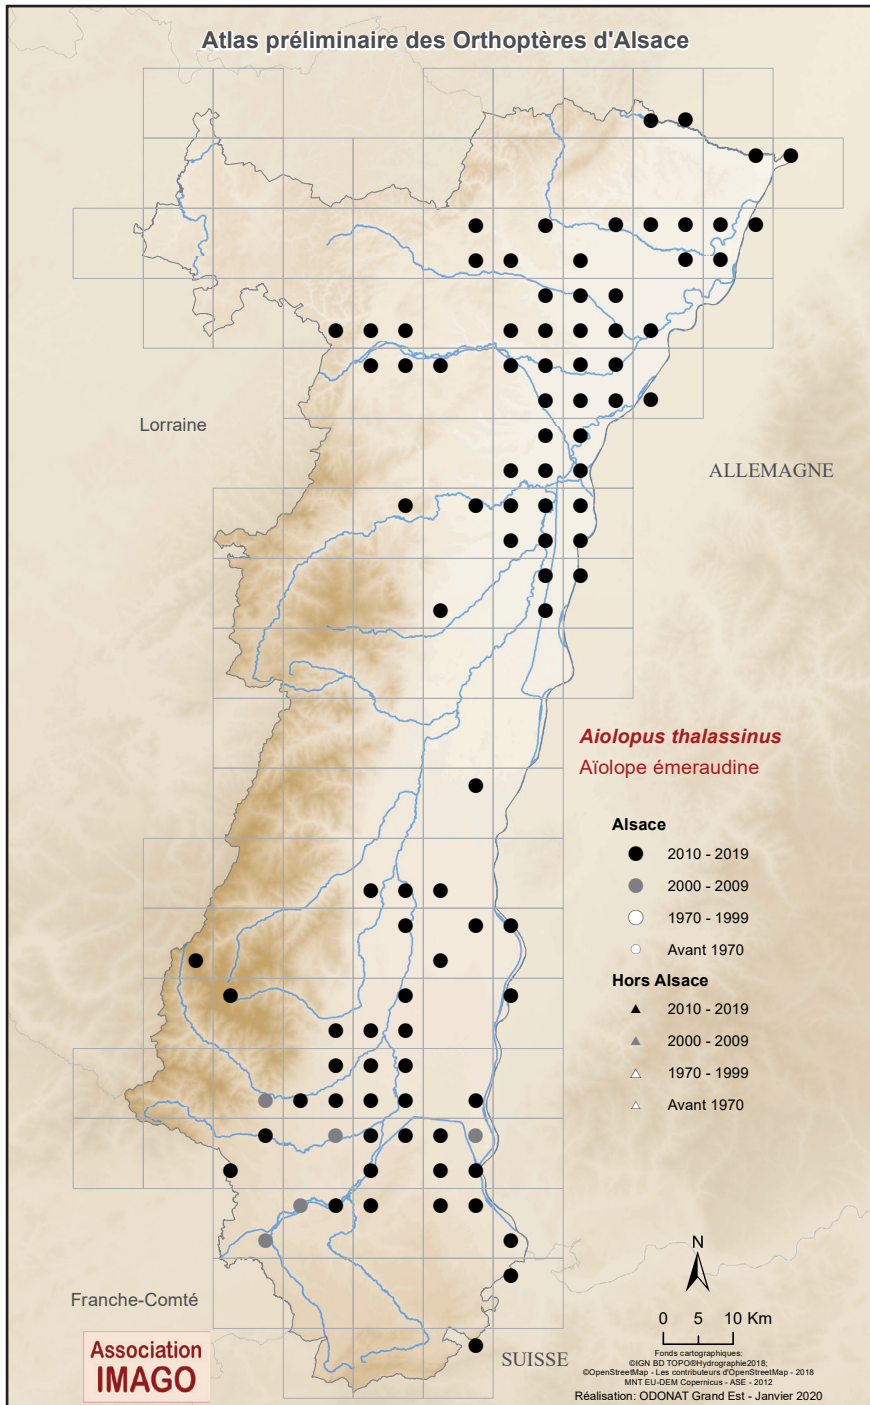 Atlas préliminaire des Orthoptères d'Alsace
Lorraine
ALLEMAGNE
Aiolopus thalassinus
Aïolope émeraudine
Alsace
2010 - 2019
2000 - 2009
1970 - 1999
Avant 1970
Hors Alsace
2010 - 2019
2000 - 2009
1970 - 1999
Avant 1970
N
Franche-Comté
0 5 10 Km
Association
IMAGO
SUISSE
Fonds cartographiques:
©IGN BD TOPO®Hydrographie2018;
©OpenStreetMap - Les contributeurs d'OpenStreetMap - 2018
MNT EU-DEM Copernicus - ASE - 2012
Réalisation: ODONAT Grand Est - Janvier 2020